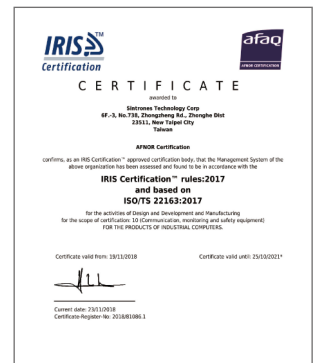 IRIS™
Certification
afaq
AFNOR CERTIFICATION
CERTIFICATE
awarded to
Sintrones Technology Corp
6F.-3, No.738, Zhongzheng Rd., Zhonghe Dist
23511, New Taipei City
Taiwan
AFNOR Certification
confirms, as an IRIS Certification™ approved certification body, that the Management System of the
above organization has been assessed and found to be in accordance with the
IRIS Certification™ rules:2017
and based on
ISO/TS 22163:2017
for the activities of Design and Development and Manufacturing
for the scope of certification: 10 (Communication, monitoring and safety equipment)
FOR THE PRODUCTS OF INDUSTRIAL COMPUTERS.
Certificate valid from: 19/11/2018
Certificate valid until: 25/10/2021*
Current date: 23/11/2018
Certificate-Register-No: 2018/81086.1